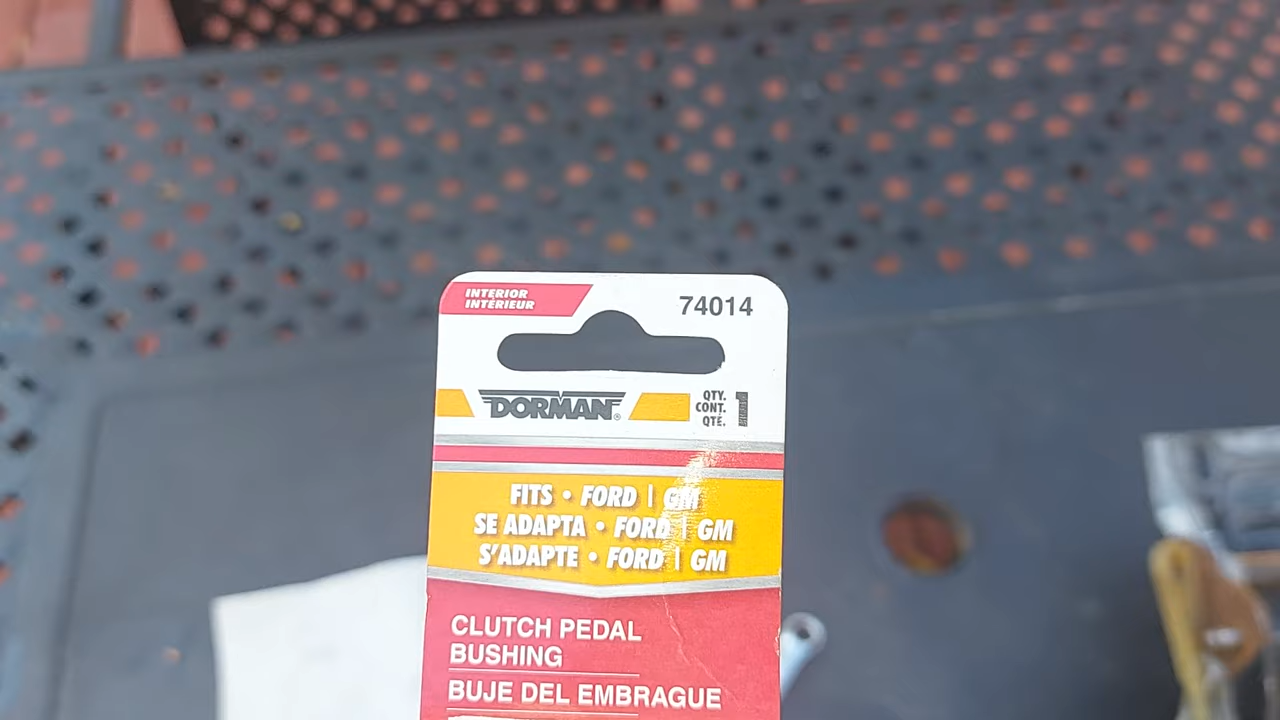 INTERIOR
INTÉRIEUR
74014
DORMAN®
QTY.
CONT.
QTÉ.
1
FITS • FORD | GM
SE ADAPTA • FORD | GM
S'ADAPTE • FORD | GM
CLUTCH PEDAL
BUSHING
BUJE DEL EMBRAGUE